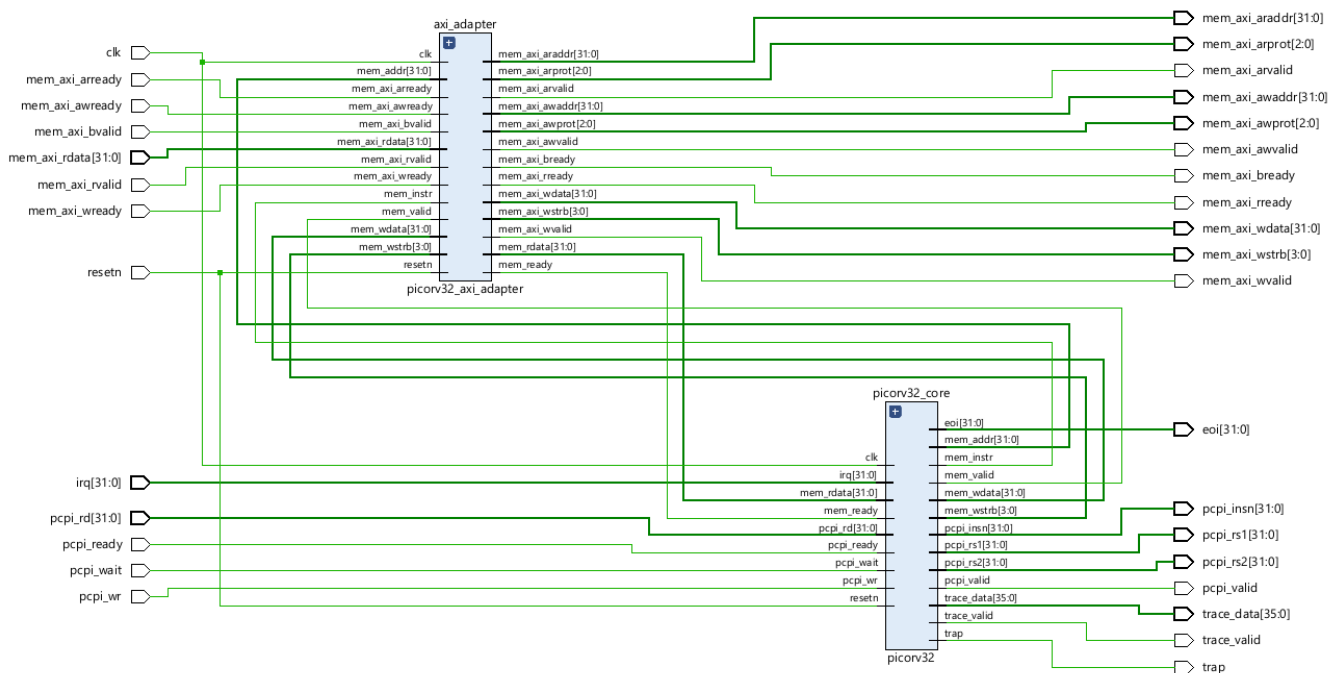 clk
mem_axi_arready
mem_axi_awready
mem_axi_bvalid
mem_axi_rdata[31:0]
mem_axi_rvalid
mem_axi_wready
resetn
irq[31:0]
pcpi_rd[31:0]
pcpi_ready
pcpi_wait
pcpi_wr
axi_adapter
clk
mem_addr[31:0]
mem_axi_arready
mem_axi_awready
mem_axi_bvalid
mem_axi_rdata[31:0]
mem_axi_rvalid
mem_axi_wready
mem_instr
mem_valid
mem_wdata[31:0]
mem_wstrb[3:0]
resetn
mem_axi_araddr[31:0]
mem_axi_arprot[2:0]
mem_axi_arvalid
mem_axi_awaddr[31:0]
mem_axi_awprot[2:0]
mem_axi_awvalid
mem_axi_bready
mem_axi_rready
mem_axi_wdata[31:0]
mem_axi_wstrb[3:0]
mem_axi_wvalid
mem_rdata[31:0]
mem_ready
picorv32_axi_adapter
picorv32_core
clk
irq[31:0]
mem_rdata[31:0]
mem_ready
pcpi_rd[31:0]
pcpi_ready
pcpi_wait
pcpi_wr
resetn
eoi[31:0]
mem_addr[31:0]
mem_instr
mem_valid
mem_wdata[31:0]
mem_wstrb[3:0]
pcpi_insn[31:0]
pcpi_rs1[31:0]
pcpi_rs2[31:0]
pcpi_valid
trace_data[35:0]
trace_valid
trap
picorv32
mem_axi_araddr[31:0]
mem_axi_arprot[2:0]
mem_axi_arvalid
mem_axi_awaddr[31:0]
mem_axi_awprot[2:0]
mem_axi_awvalid
mem_axi_bready
mem_axi_rready
mem_axi_wdata[31:0]
mem_axi_wstrb[3:0]
mem_axi_wvalid
eoi[31:0]
pcpi_insn[31:0]
pcpi_rs1[31:0]
pcpi_rs2[31:0]
pcpi_valid
trace_data[35:0]
trace_valid
trap